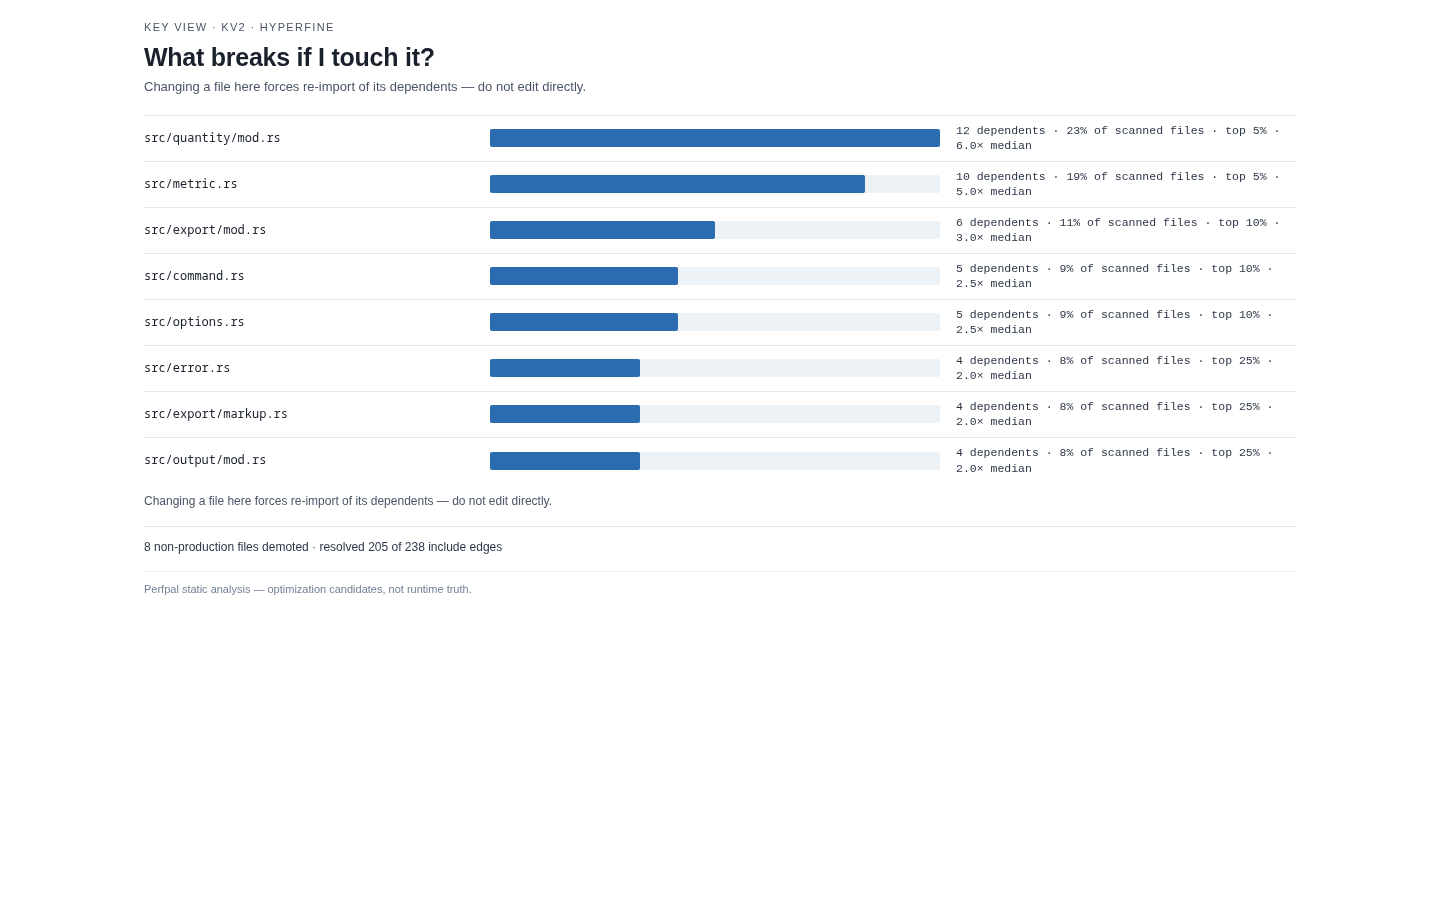 KEY VIEW · KV2 · HYPERFINE
What breaks if I touch it?
Changing a file here forces re-import of its dependents — do not edit directly.
src/quantity/mod.rs
12 dependents · 23% of scanned files · top 5% ·
6.0× median
src/metric.rs
10 dependents · 19% of scanned files · top 5% ·
5.0× median
src/export/mod.rs
6 dependents · 11% of scanned files · top 10% ·
3.0× median
src/command.rs
5 dependents · 9% of scanned files · top 10% ·
2.5× median
src/options.rs
5 dependents · 9% of scanned files · top 10% ·
2.5× median
src/error.rs
4 dependents · 8% of scanned files · top 25% ·
2.0× median
src/export/markup.rs
4 dependents · 8% of scanned files · top 25% ·
2.0× median
src/output/mod.rs
4 dependents · 8% of scanned files · top 25% ·
2.0× median
Changing a file here forces re-import of its dependents — do not edit directly.
8 non-production files demoted · resolved 205 of 238 include edges
Perfpal static analysis — optimization candidates, not runtime truth.